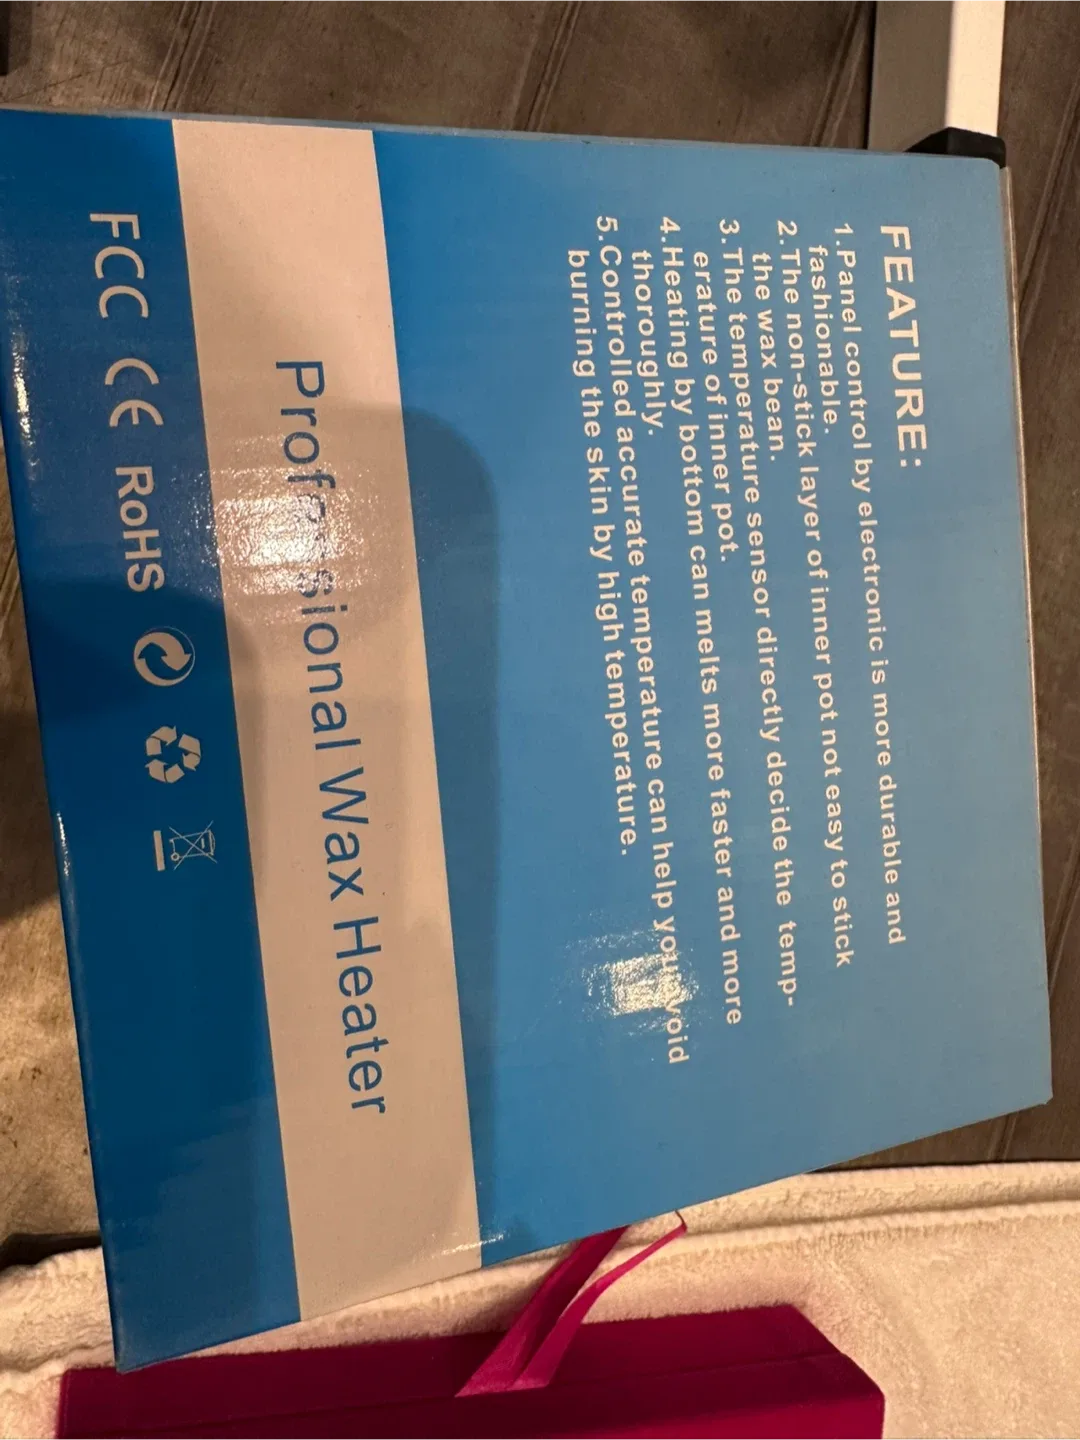 FEATURE:
1.Panel control by electronic is more durable and
fashionable.
2.The non-stick layer of inner pot not easy to stick
the wax bean.
3.The temperature sensor directly decide the temp-
erature of inner pot.
4.Heating by bottom can melts more faster and more
thoroughly.
5.Controlled accurate temperature can help you avoid
burning the skin by high temperature.
Professional Wax Heater
FCC CE RoHS